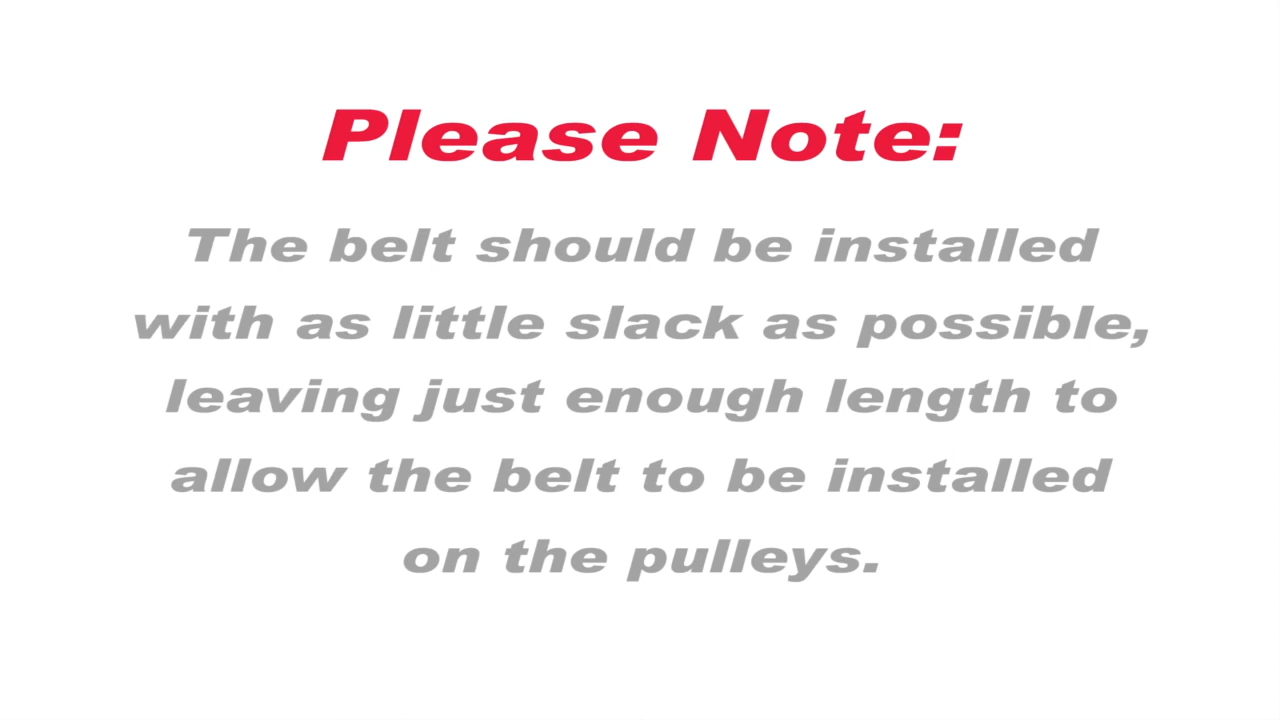 Please Note:
The belt should be installed
with as little slack as possible,
leaving just enough length to
allow the belt to be installed
on the pulleys.